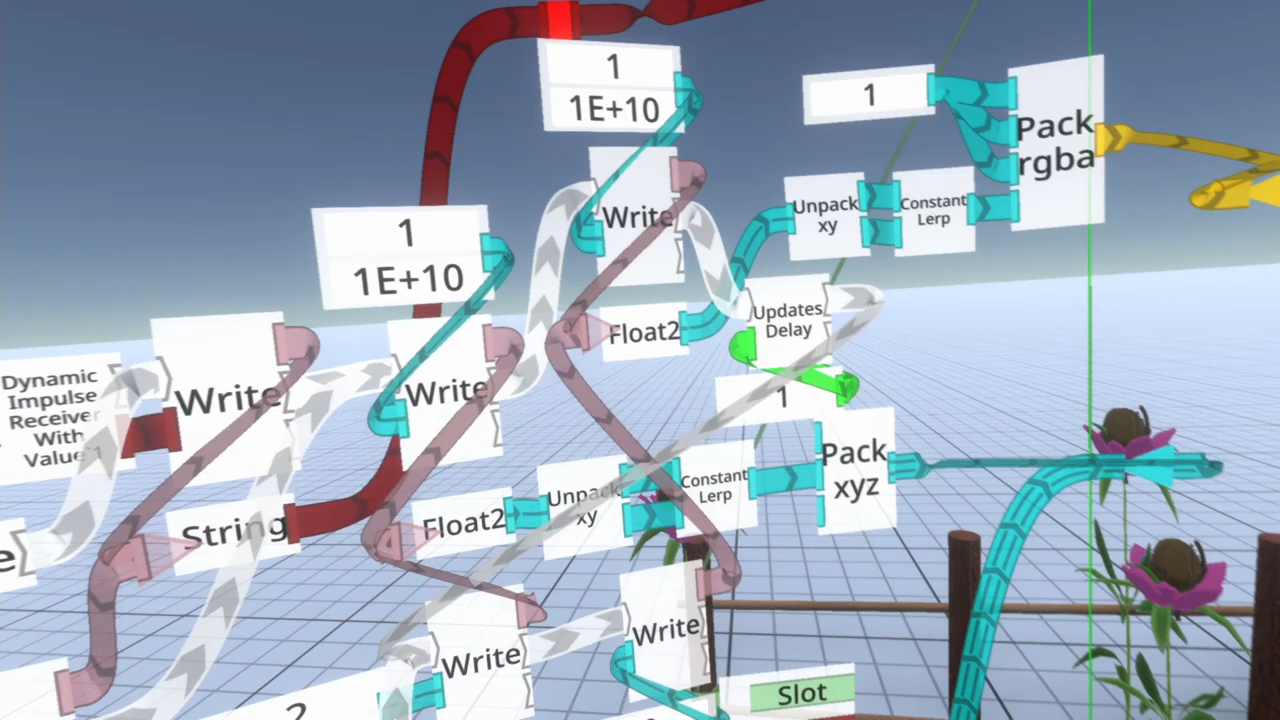 1
1E+10
1
Pack
rgba
Write
Unpack
xy
Constant
Lerp
1
1E+10
Updates
Delay
Float2
Dynamic
Impulse
Receiver
With
Value`1
Write
Write
1
Pack
xyz
String
Float2
Unpack
xy
Constant
Lerp
Write
Write
Slot